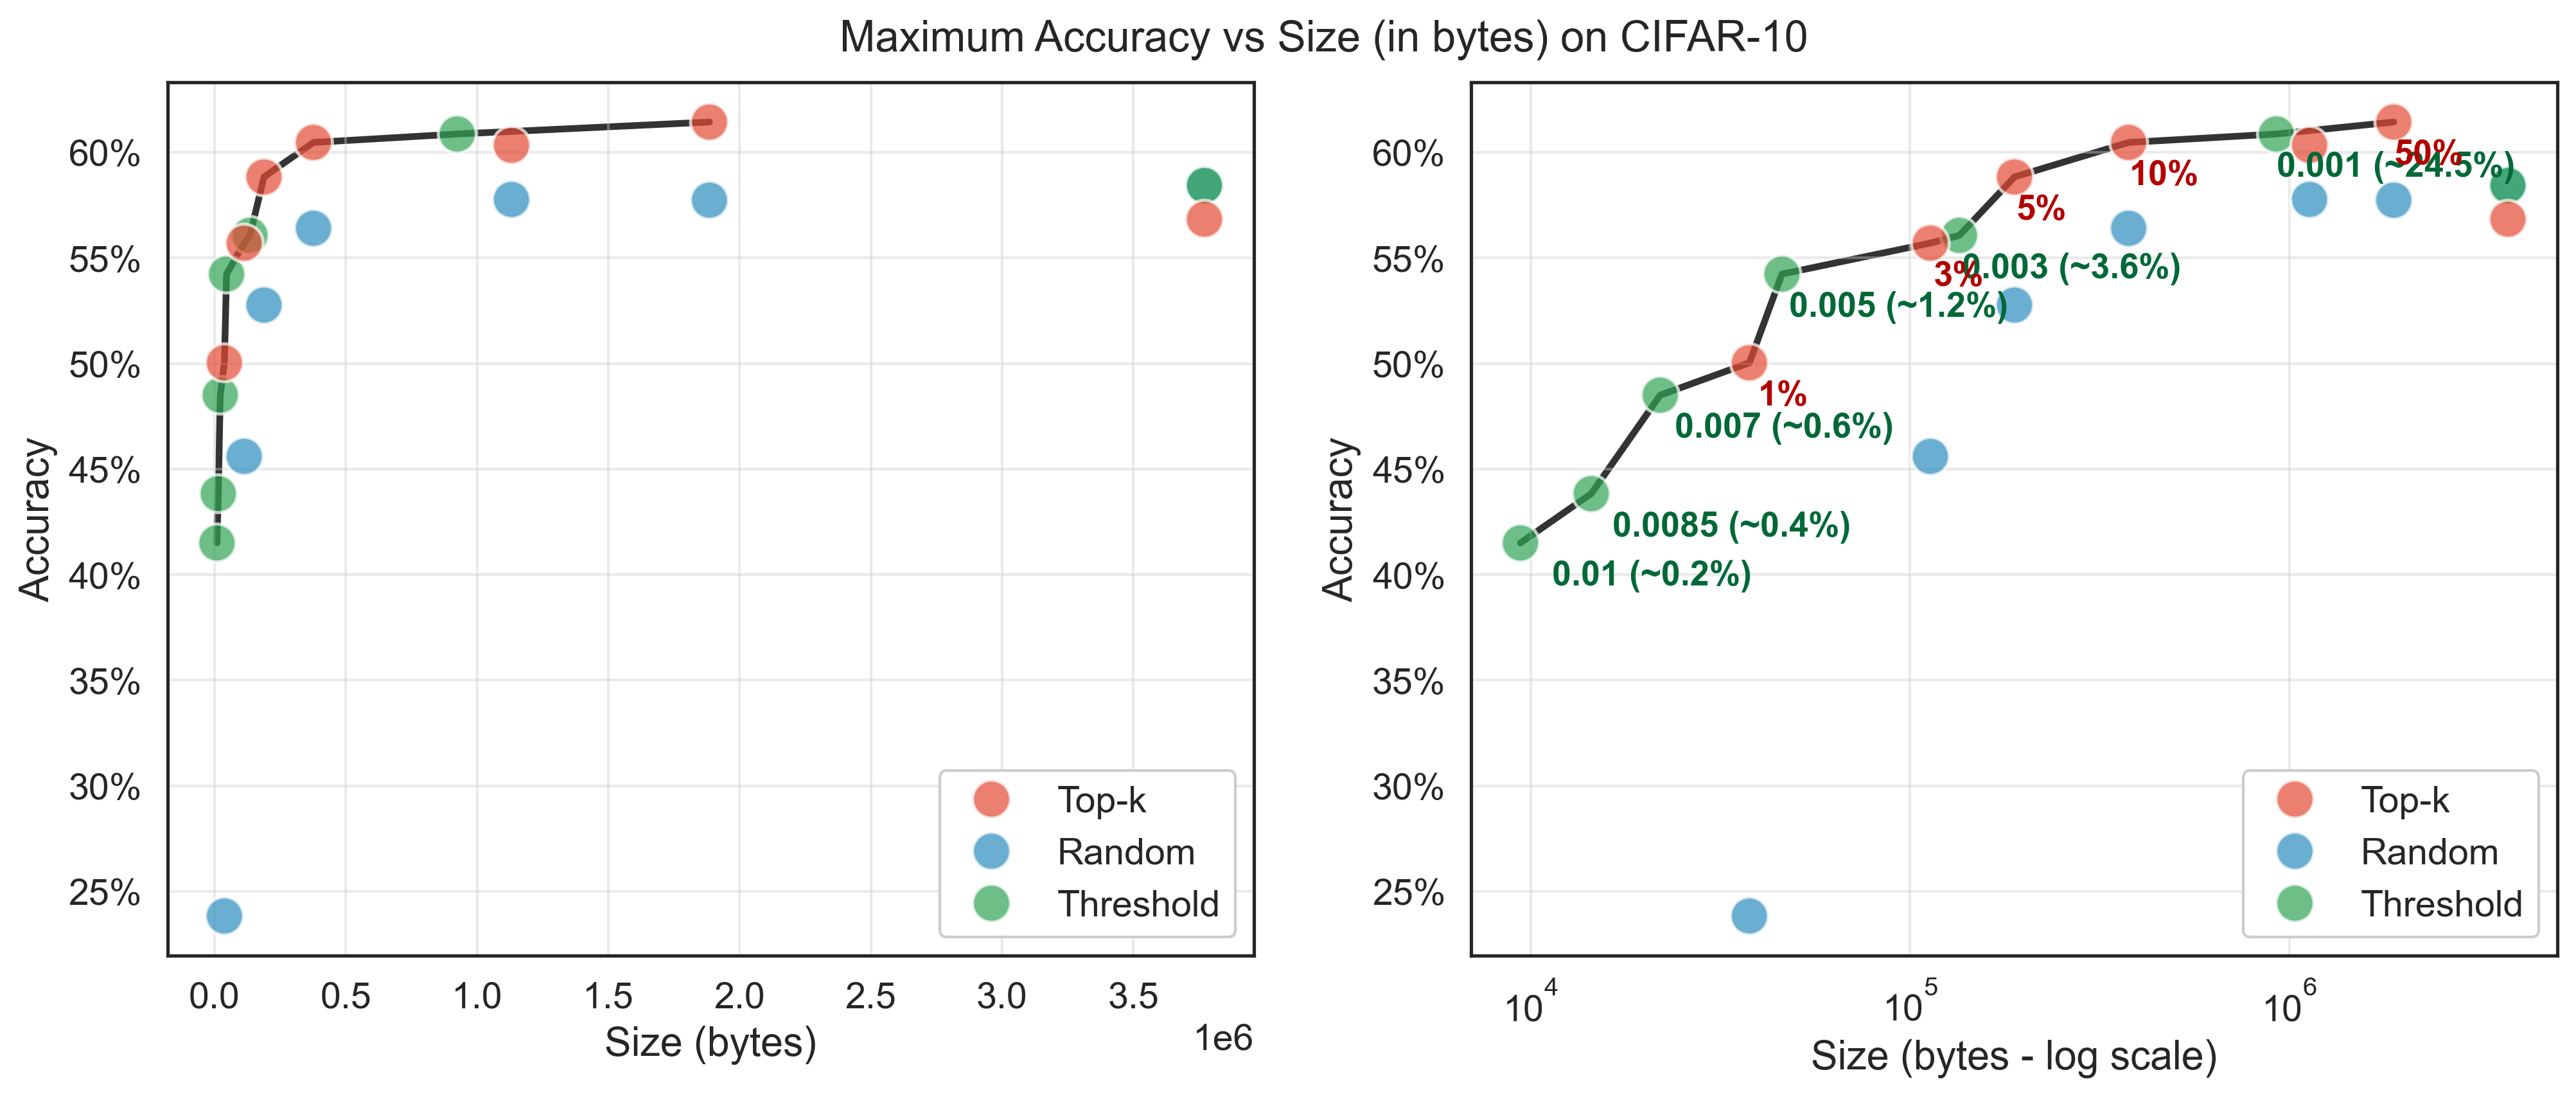 Maximum Accuracy vs Size (in bytes) on CIFAR-10
Accuracy
60%
55%
50%
45%
40%
35%
30%
25%
0.0 0.5 1.0 1.5 2.0 2.5 3.0 3.5
1e6
Size (bytes)
Top-k
Random
Threshold
Accuracy
60%
55%
50%
45%
40%
35%
30%
25%
50%
0.001 (~24.5%)
10%
5%
3%
0.003 (~3.6%)
0.005 (~1.2%)
1%
0.007 (~0.6%)
0.0085 (~0.4%)
0.01 (~0.2%)
10^4 10^5 10^6
Size (bytes - log scale)
Top-k
Random
Threshold